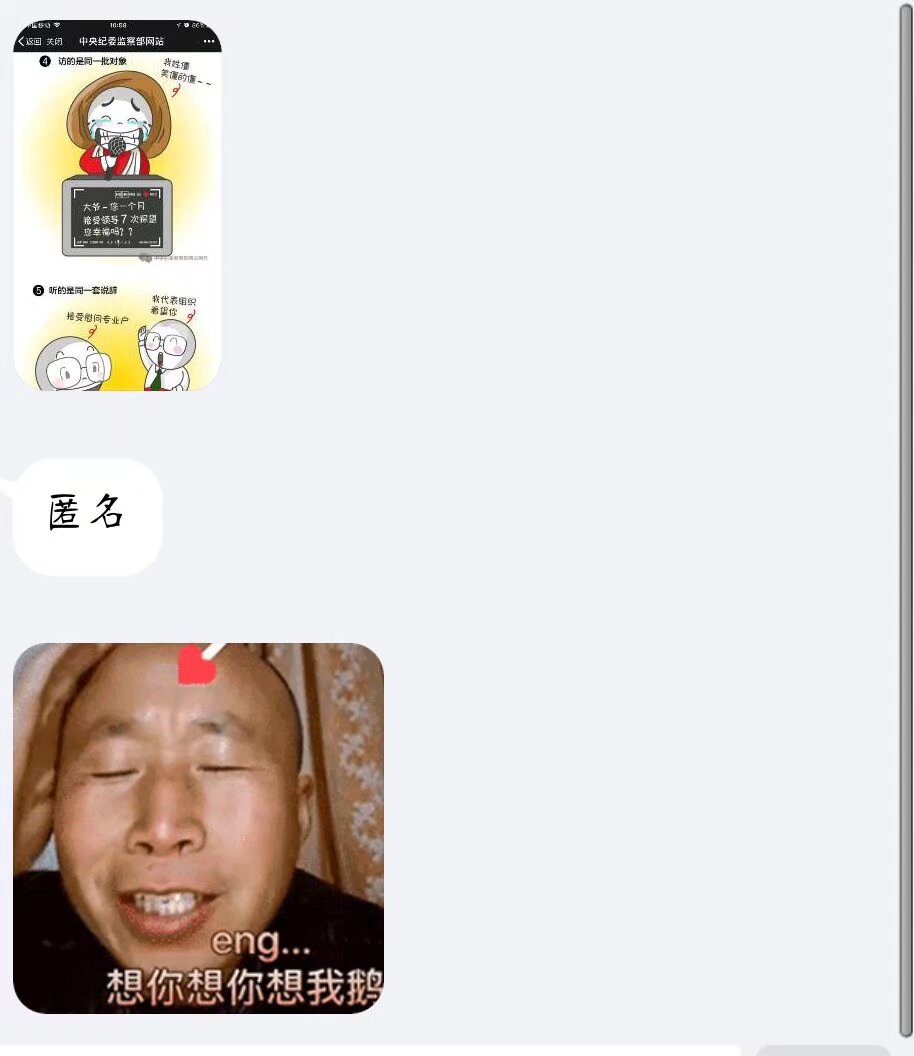 中国移动 10:58 86%
返回 关闭 中央纪委监察部网站
4 访的是同一批对象
我姓僵
笑僵的僵~~
大爷~您一个月
接受领导7次探望
您幸福吗??
5 听的是同一套说辞
接受慰问专业户
我代表组织
看望你
匿名
eng...
想你想你想我鹅